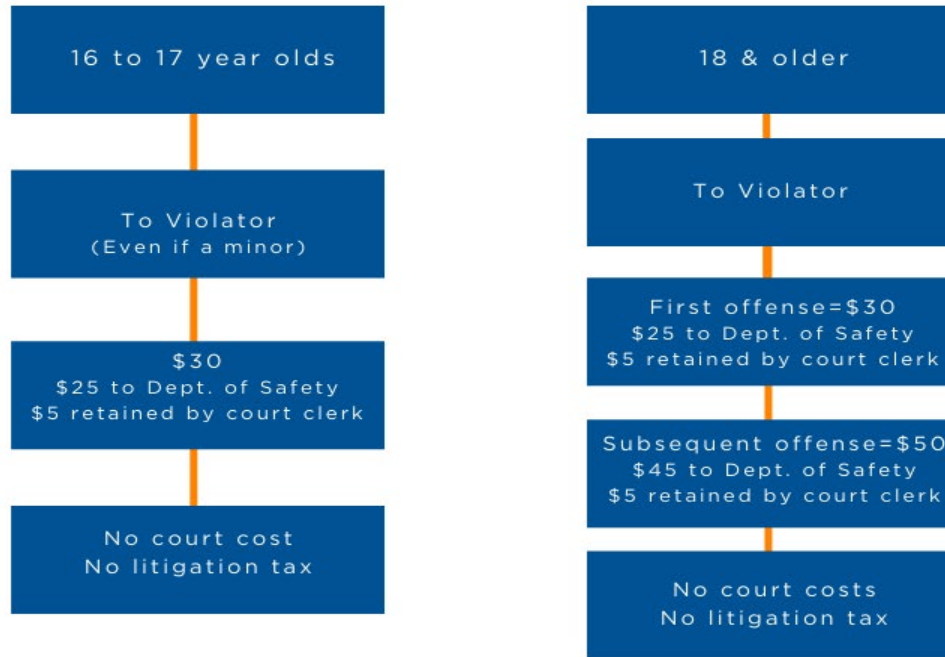 16 to 17 year olds
To Violator
(Even if a minor)
$30
$25 to Dept. of Safety
$5 retained by court clerk
No court cost
No litigation tax
18 & older
To Violator
First offense=$30
$25 to Dept. of Safety
$5 retained by court clerk
Subsequent offense=$50
$45 to Dept. of Safety
$5 retained by court clerk
No court costs
No litigation tax